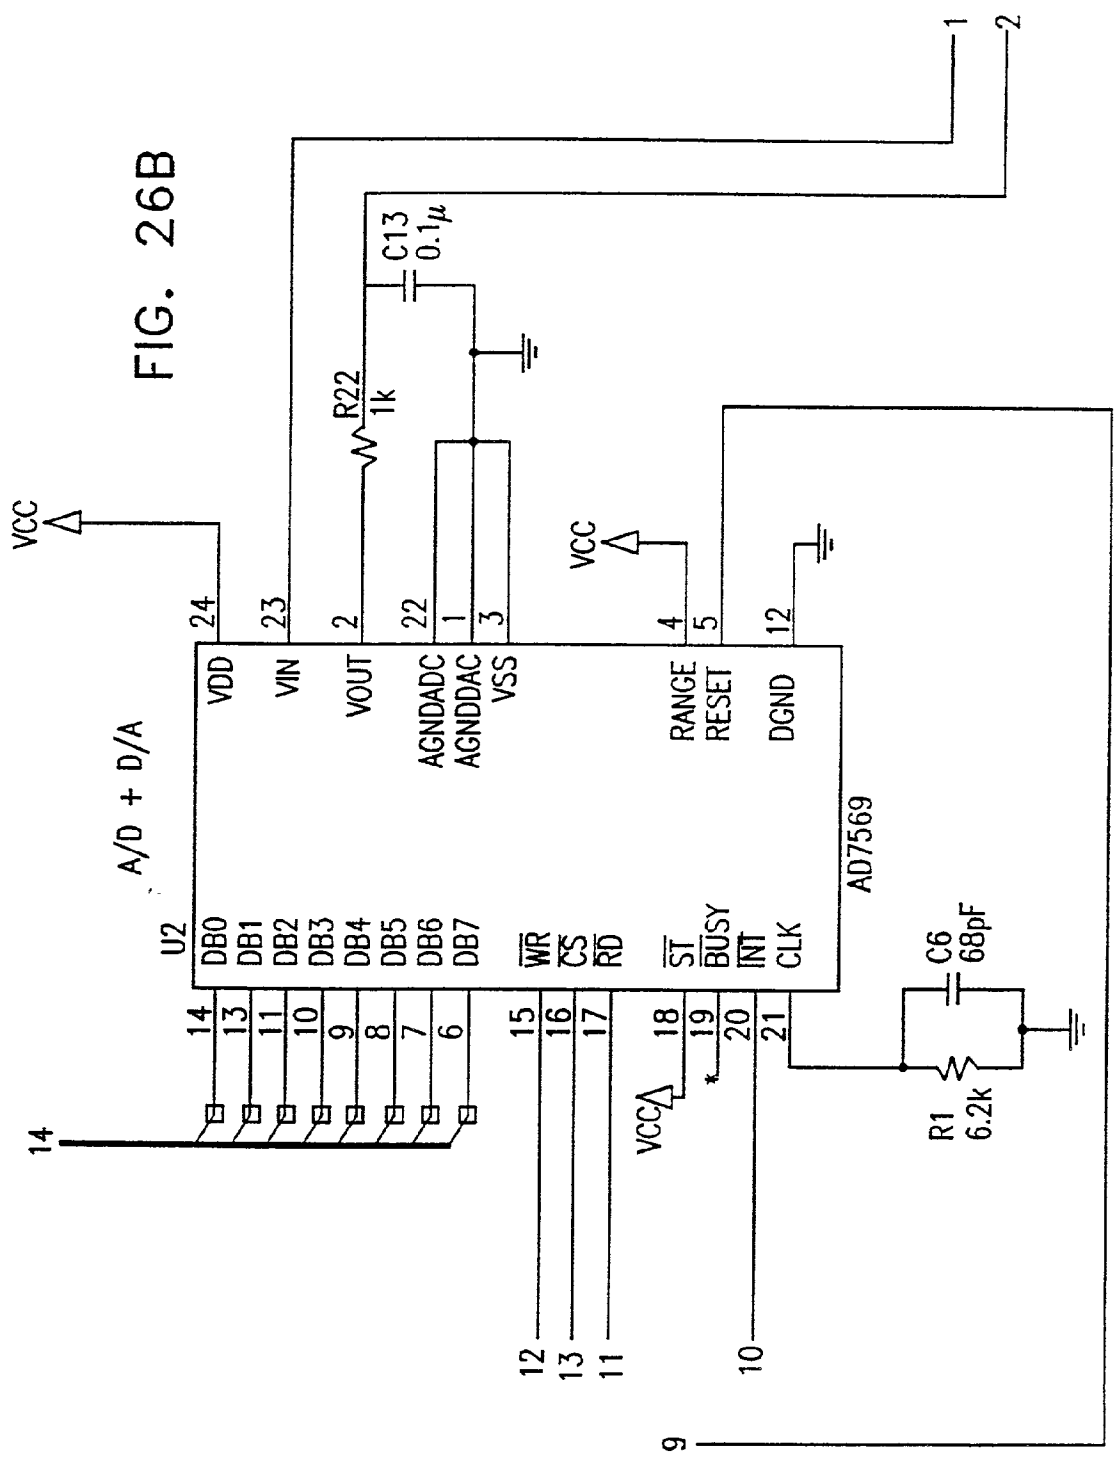 FIG. 26B
A/D + D/A
U2
AD7569
14
14 DB0
13 DB1
11 DB2
10 DB3
9 DB4
8 DB5
7 DB6
6 DB7
12 15 WR
13 16 CS
11 17 RD
VCC 18 ST
* 19 BUSY
10 20 INT
21 CLK
R1
6.2k
C6
68pF
VDD 24 VCC
VIN 23
VOUT 2
R22
1k
C13
0.1µ
AGNDADC 22
AGNDDAC 1
VSS 3
RANGE 4 VCC
RESET 5
DGND 12
1
2
9